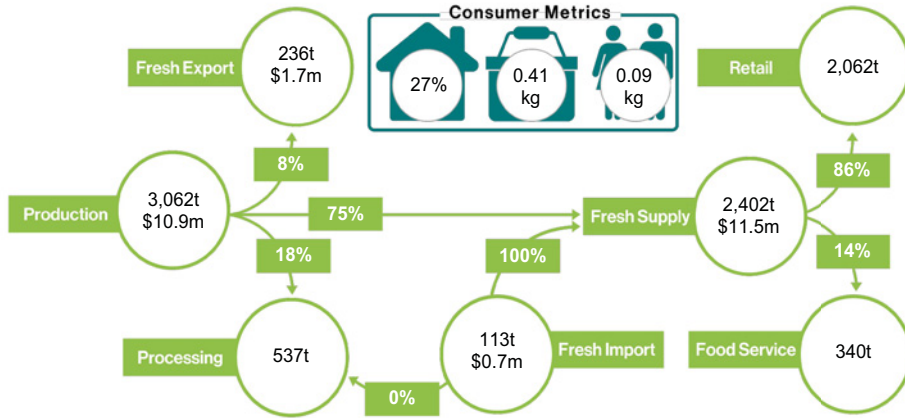 Consumer Metrics
27%
0.41
kg
0.09
kg
Fresh Export
236t
$1.7m
Retail
2,062t
8%
86%
Production
3,062t
$10.9m
75%
Fresh Supply
2,402t
$11.5m
18%
100%
14%
Processing
537t
113t
$0.7m
Fresh Import
Food Service
340t
0%